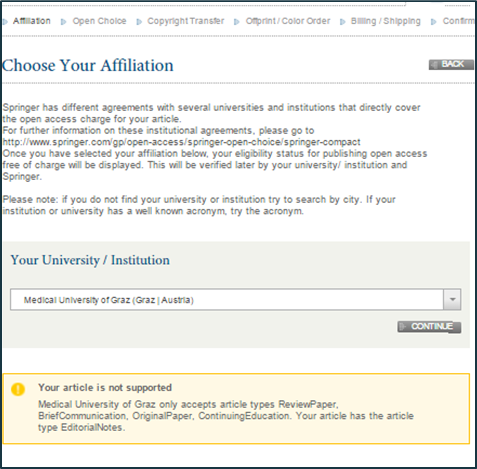 Affiliation Open Choice Copyright Transfer Offprint / Color Order Billing / Shipping Confirm
Choose Your Affiliation
BACK
Springer has different agreements with several universities and institutions that directly cover
the open access charge for your article.
For further information on these institutional agreements, please go to
http://www.springer.com/gp/open-access/springer-open-choice/springer-compact
Once you have selected your affiliation below, your eligibility status for publishing open access
free of charge will be displayed. This will be verified later by your university/ institution and
Springer.
Please note: if you do not find your university or institution try to search by city. If your
institution or university has a well known acronym, try the acronym.
Your University / Institution
Medical University of Graz (Graz | Austria)
CONTINUE
Your article is not supported
Medical University of Graz only accepts article types ReviewPaper,
BriefCommunication, OriginalPaper, ContinuingEducation. Your article has the article
type EditorialNotes.